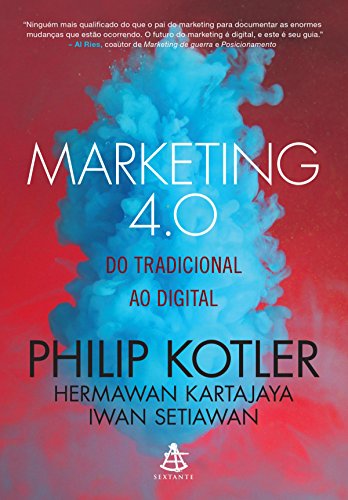 “Ninguém mais qualificado do que o pai do marketing para documentar as enormes
mudanças que estão ocorrendo. O futuro do marketing é digital, e este é seu guia.”
– Al Ries, coautor de Marketing de guerra e Posicionamento
MARKETING
4.0
DO TRADICIONAL
AO DIGITAL
PHILIP KOTLER
HERMAWAN KARTAJAYA
IWAN SETIAWAN
SEXTANTE